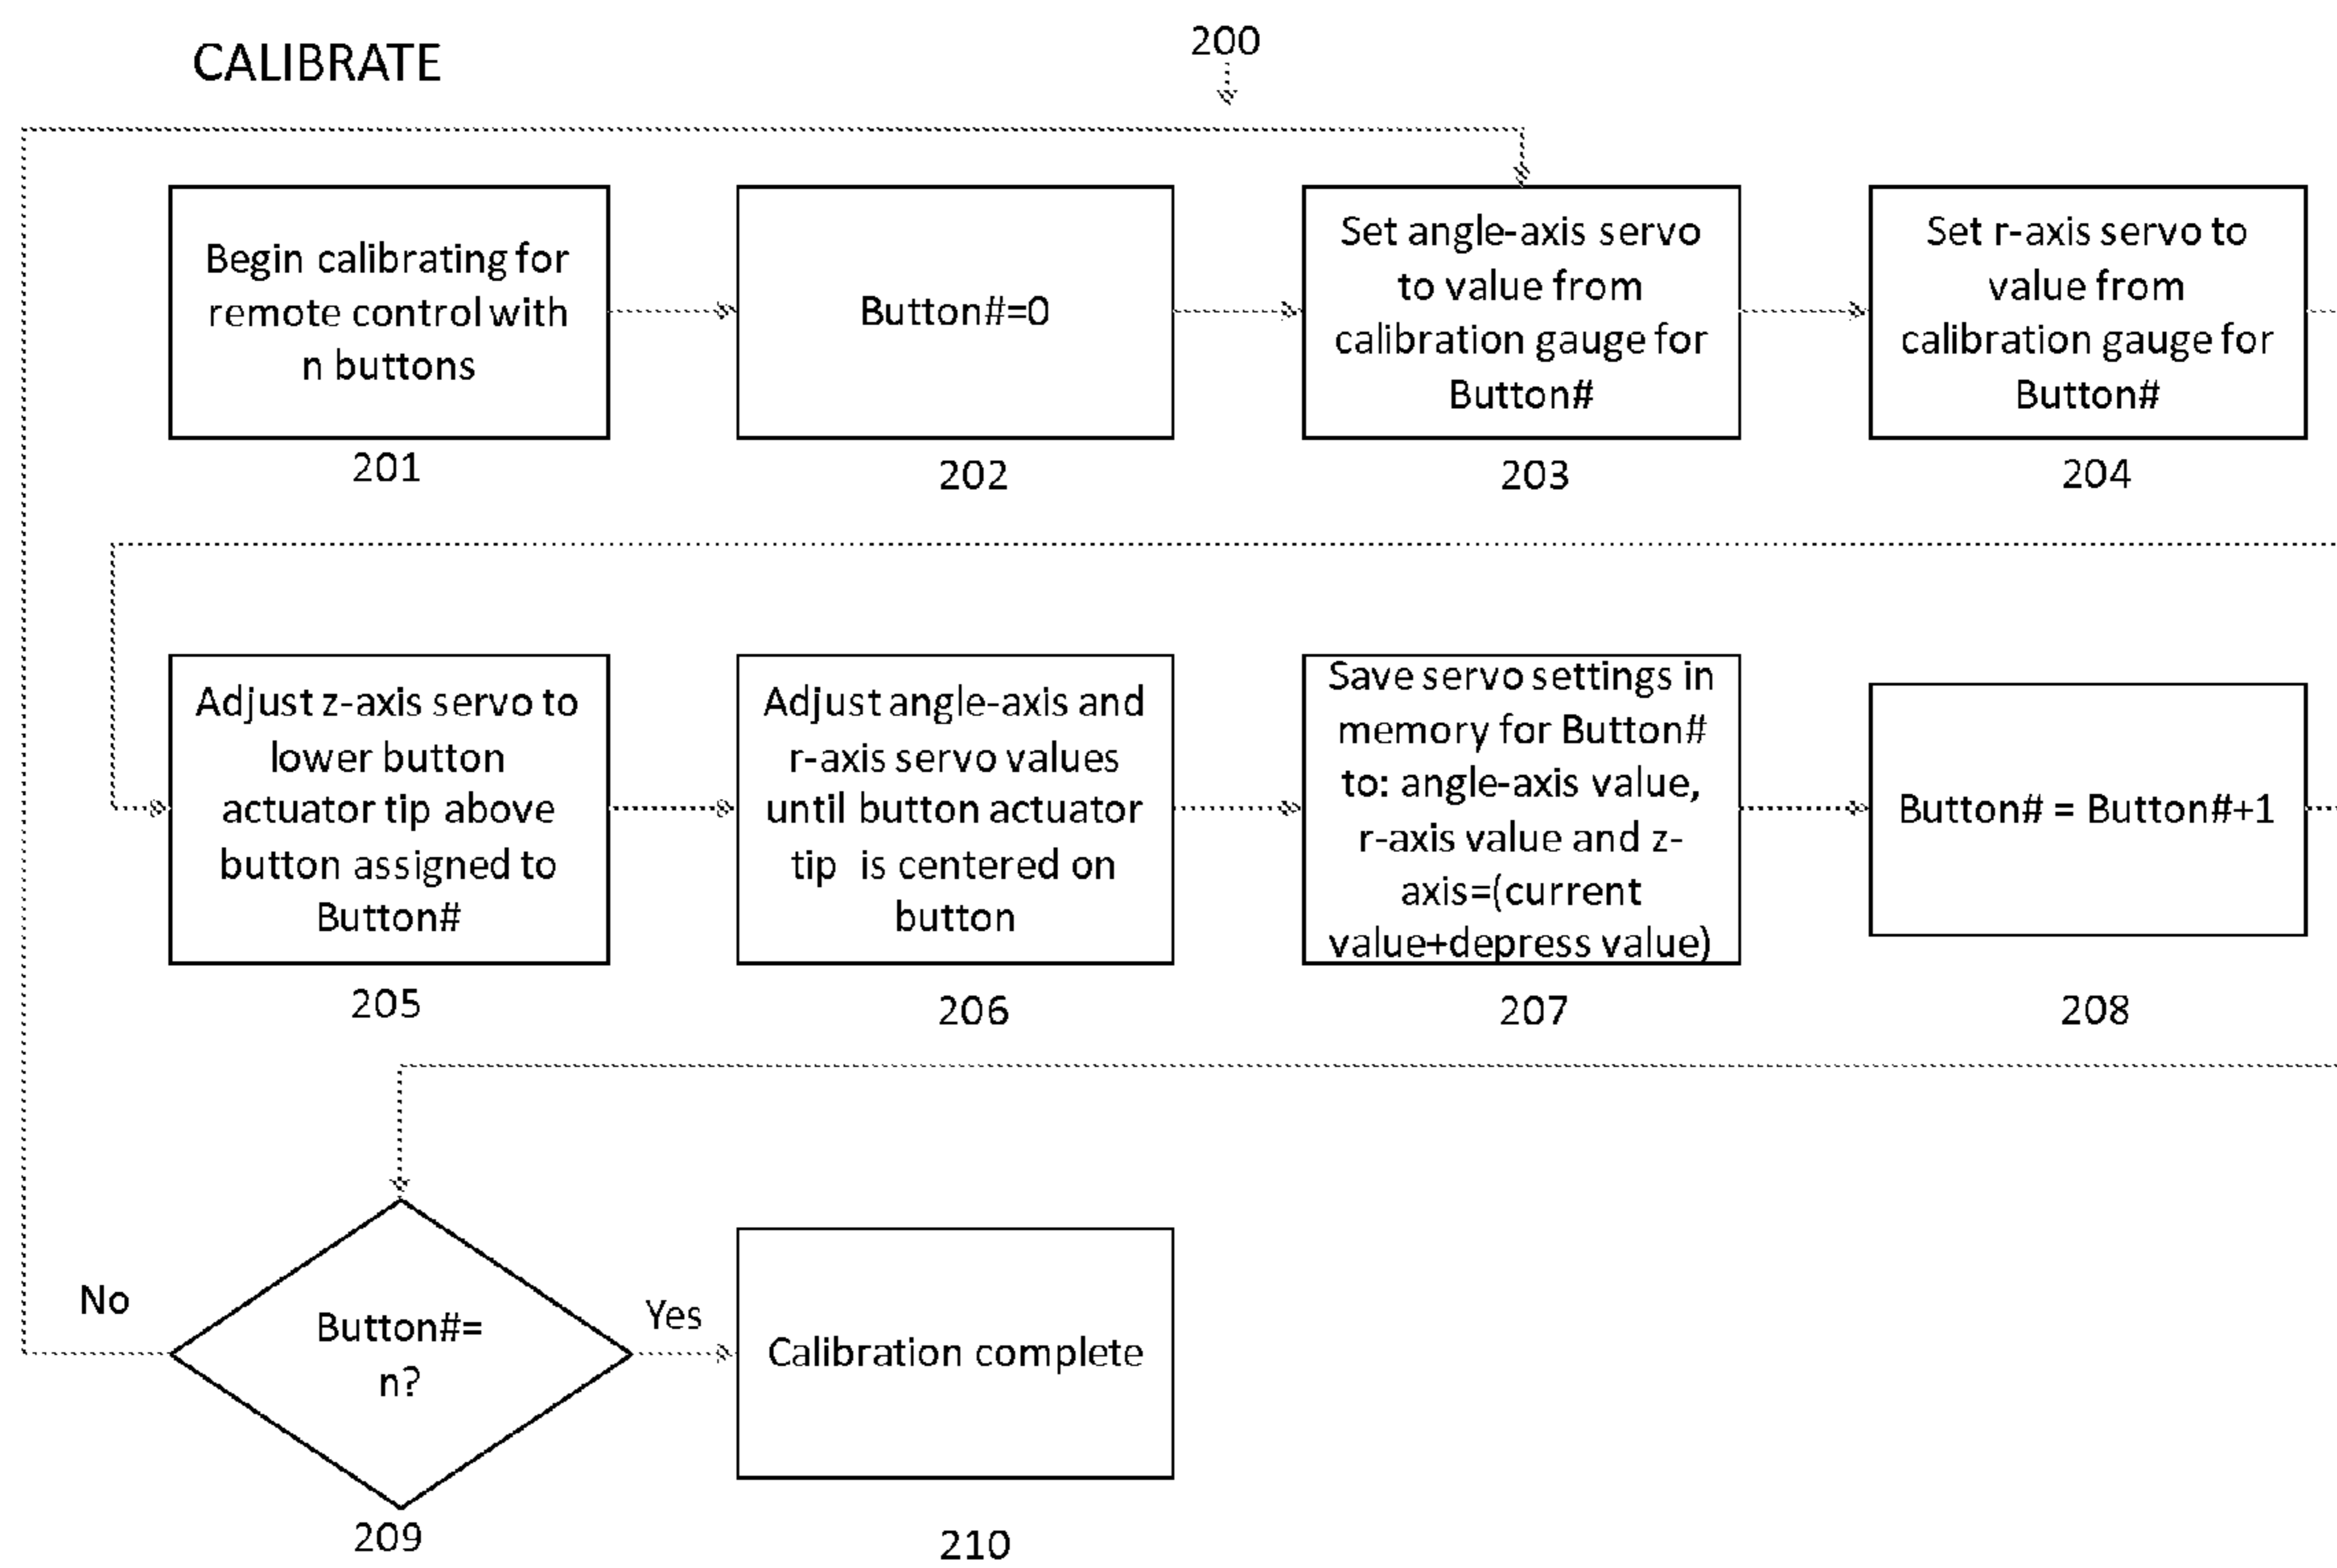 CALIBRATE
200
Begin calibrating for
remote control with
n buttons
201
Button#=0
202
Set angle-axis servo
to value from
calibration gauge for
Button#
203
Set r-axis servo to
value from
calibration gauge for
Button#
204
Adjust z-axis servo to
lower button
actuator tip above
button assigned to
Button#
205
Adjust angle-axis and
r-axis servo values
until button actuator
tip is centered on
button
206
Save servo settings in
memory for Button#
to: angle-axis value,
r-axis value and z-
axis=(current
value+depress value)
207
Button# = Button#+1
208
No
Button#=
n?
209
Yes
Calibration complete
210